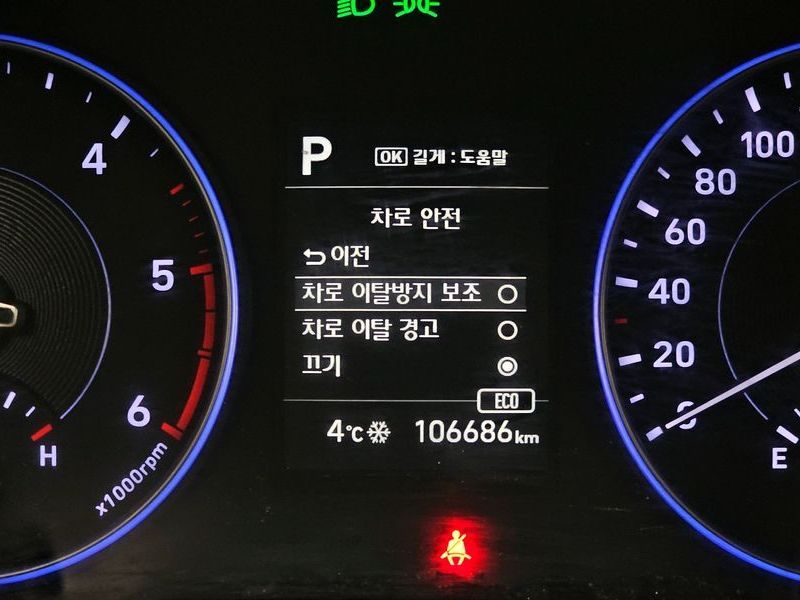 P
OK 길게 : 도움말
차로 안전
이전
차로 이탈방지 보조
차로 이탈 경고
끄기
ECO
4℃ 106686km
4
5
6
x1000rpm
H
100
80
60
40
20
0
E